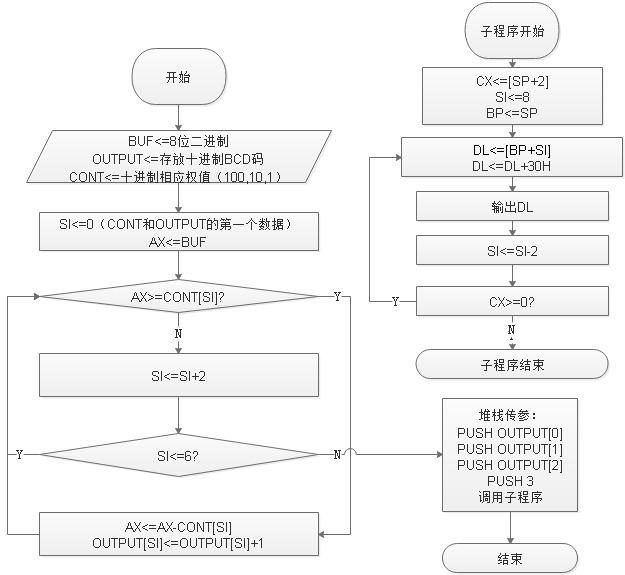 开始
BUF<=8位二进制
OUTPUT<=存放十进制BCD码
CONT<=十进制相应权值（100,10,1）
SI<=0（CONT和OUTPUT的第一个数据）
AX<=BUF
AX>=CONT[SI]?
Y
N
SI<=SI+2
SI<=6?
Y
N
AX<=AX-CONT[SI]
OUTPUT[SI]<=OUTPUT[SI]+1
子程序开始
CX<=[SP+2]
SI<=8
BP<=SP
DL<=[BP+SI]
DL<=DL+30H
输出DL
SI<=SI-2
CX>=0?
Y
N
子程序结束
堆栈传参：
PUSH OUTPUT[0]
PUSH OUTPUT[1]
PUSH OUTPUT[2]
PUSH 3
调用子程序
结束